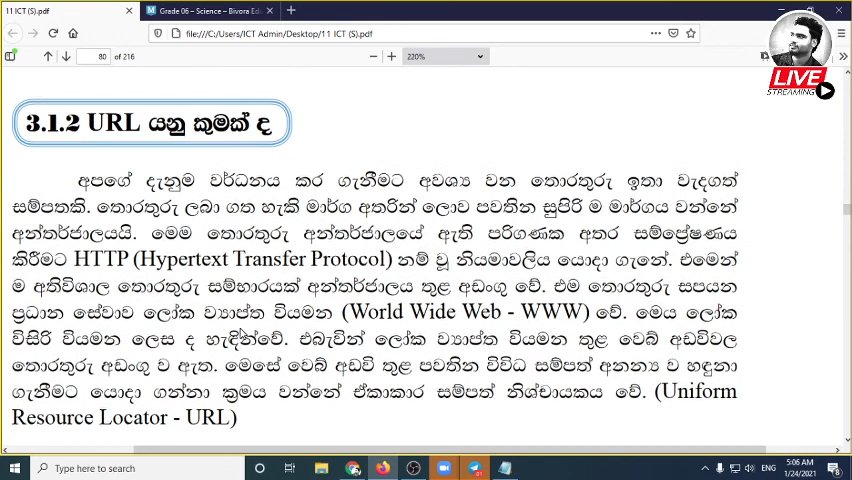 11 ICT (S).pdf
Grade 06 – Science – Bivora Edu
file:///C:/Users/ICT Admin/Desktop/11 ICT (S).pdf
80 of 216
220%
LIVE
STREAMING
3.1.2 URL යනු කුමක් ද
අපගේ දැනුම වර්ධනය කර ගැනීමට අවශ්‍ය වන තොරතුරු ඉතා වැදගත්
සම්පතකි. තොරතුරු ලබා ගත හැකි මාර්ග අතරින් ලොව පවතින සුපිරි ම මාර්ගය වන්නේ
අන්තර්ජාලයයි. මෙම තොරතුරු අන්තර්ජාලයේ ඇති පරිගණක අතර සම්ප්‍රේෂණය
කිරීමට HTTP (Hypertext Transfer Protocol) නම් වූ නියමාවලිය යොදා ගැනේ. එමෙන්
ම අතිවිශාල තොරතුරු සම්භාරයක් අන්තර්ජාලය තුළ අඩංගු වේ. එම තොරතුරු සපයන
ප්‍රධාන සේවාව ලෝක ව්‍යාප්ත වියමන (World Wide Web - WWW) වේ. මෙය ලෝක
විසිරි වියමන ලෙස ද හැඳින්වේ. එබැවින් ලෝක ව්‍යාප්ත වියමන තුළ වෙබ් අඩවිවල
තොරතුරු අඩංගු ව ඇත. මෙසේ වෙබ් අඩවි තුළ පවතින විවිධ සම්පත් අනන්‍ය ව හඳුනා
ගැනීමට යොදා ගන්නා ක්‍රමය වන්නේ ඒකාකාර සම්පත් නිශ්චායකය වේ. (Uniform
Resource Locator - URL)
Type here to search
ENG
5:06 AM
1/24/2021
8